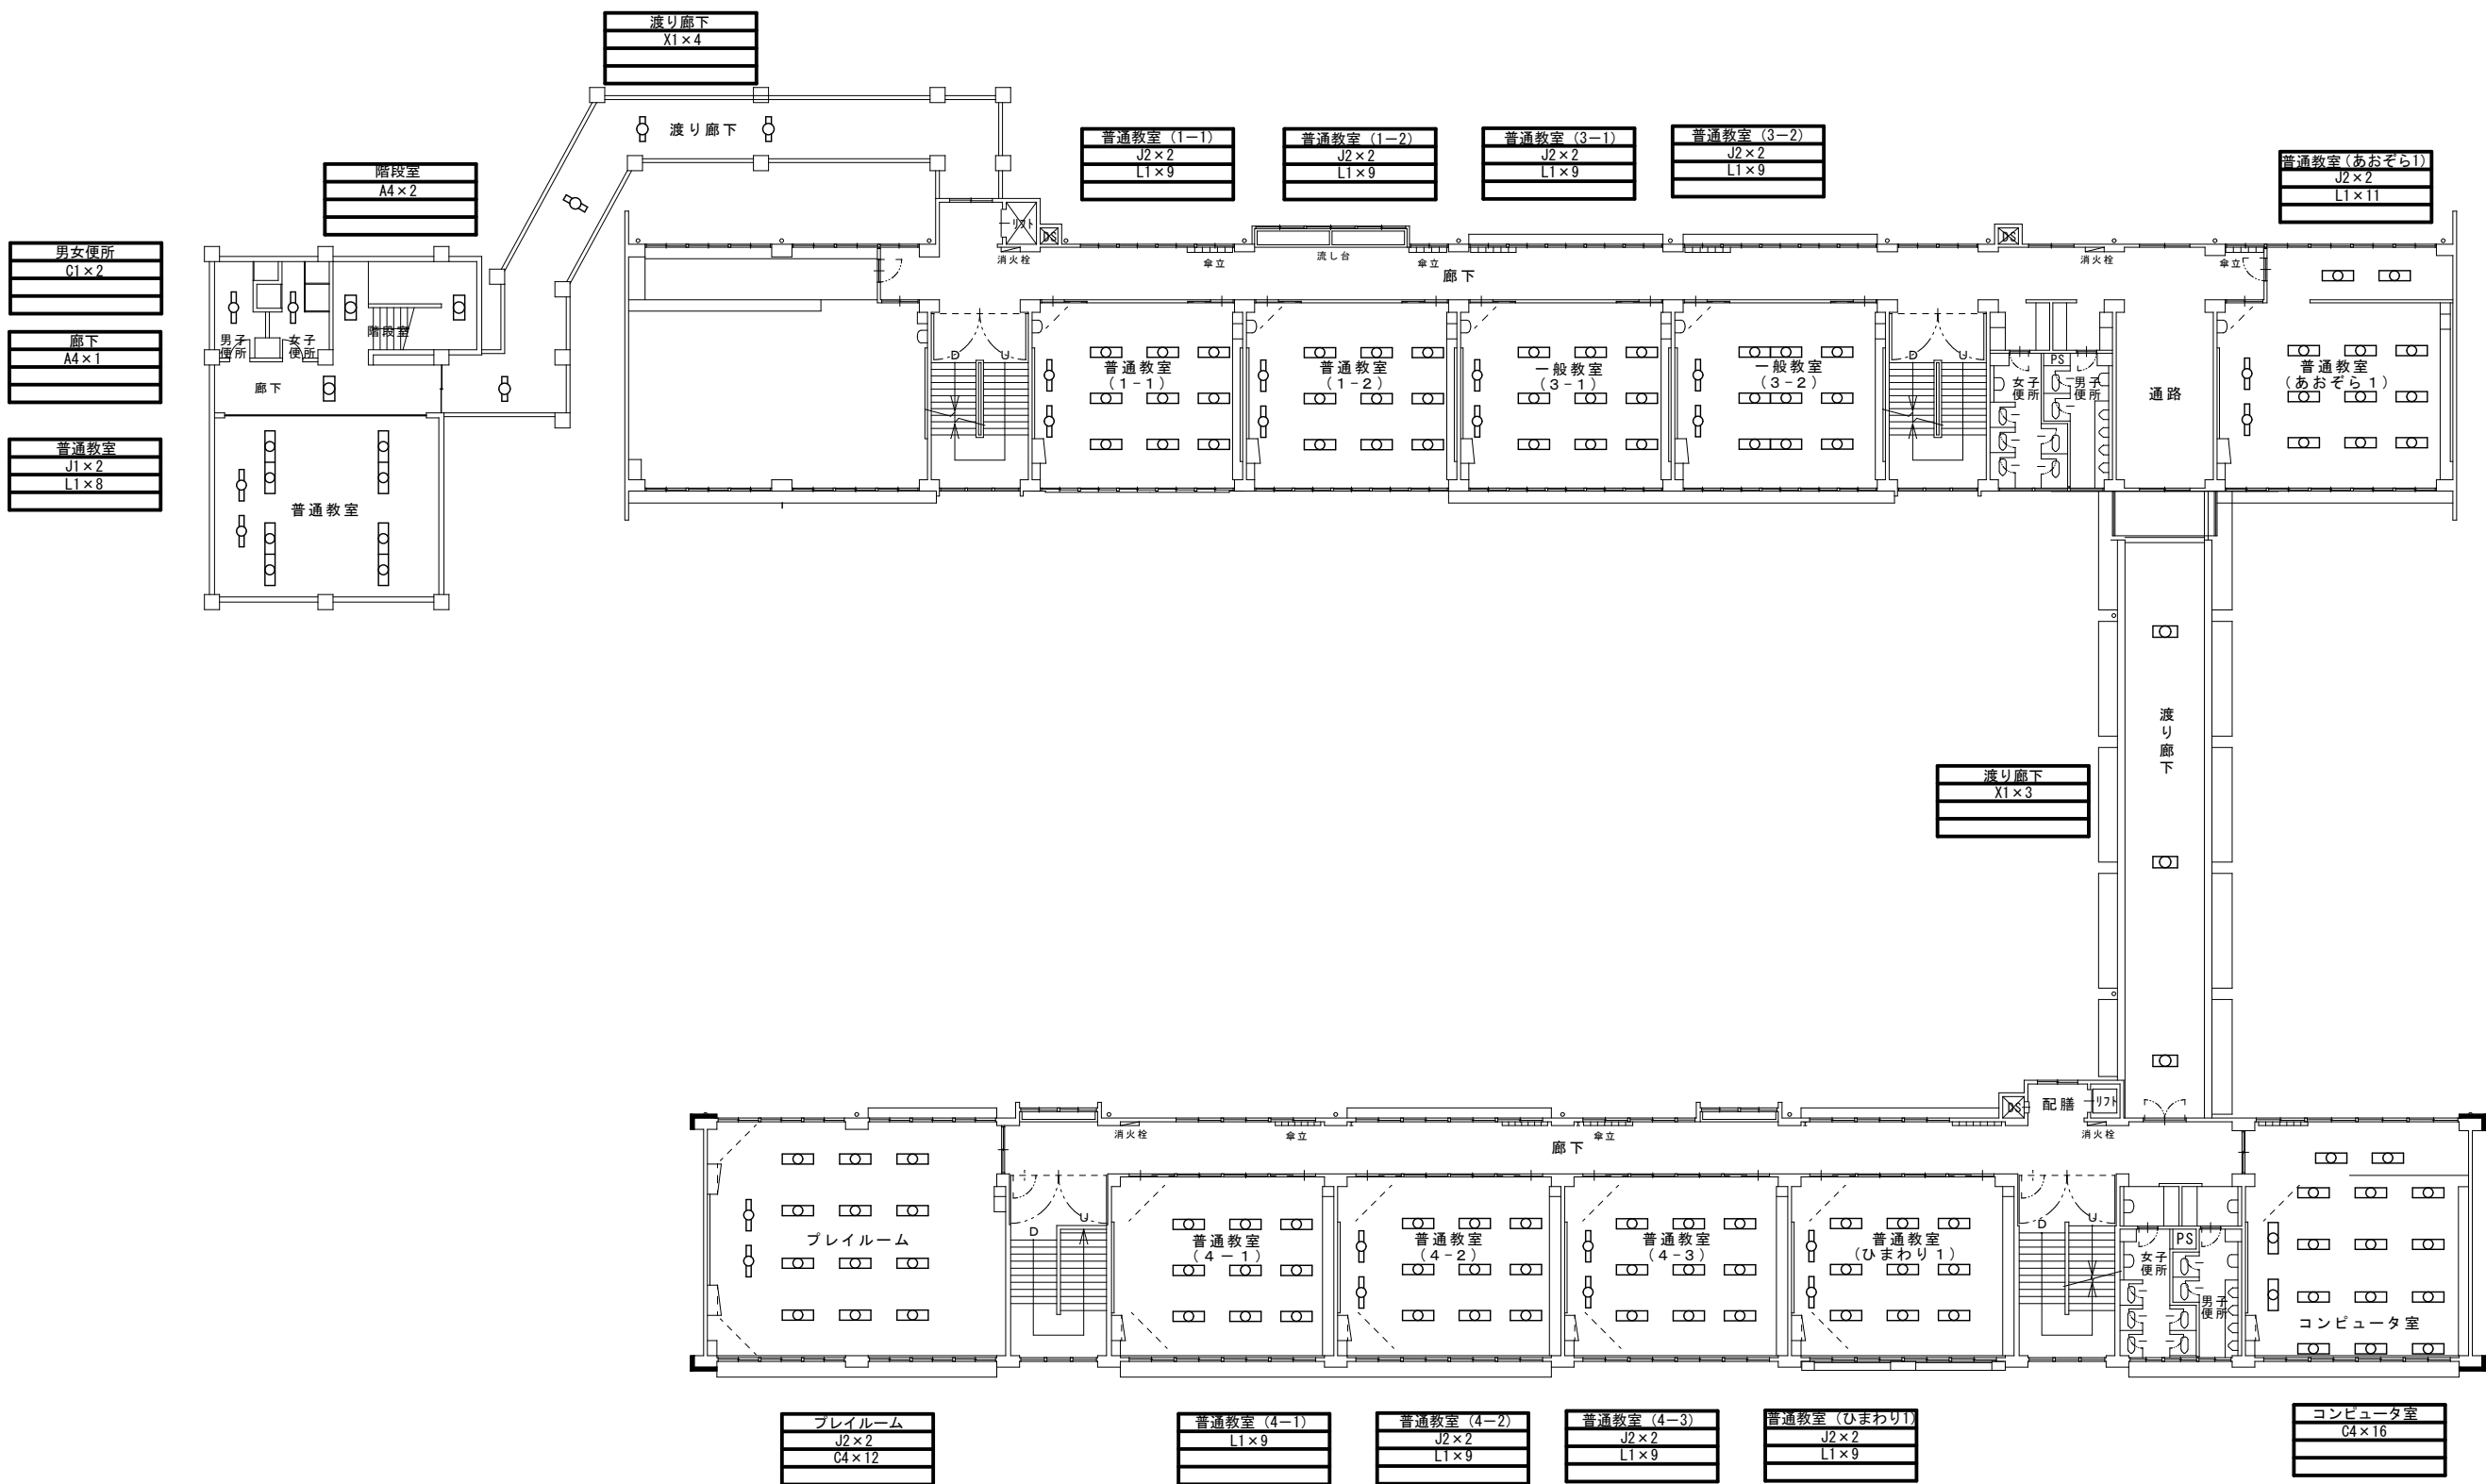 渡り廊下
X1×4
渡り廊下
階段室
A4×2
普通教室(1ー1)
J2×2
L1×9
普通教室(1ー2)
J2×2
L1×9
普通教室(3ー1)
J2×2
L1×9
普通教室(3ー2)
J2×2
L1×9
普通教室(あおぞら1)
J2×2
L1×11
男女便所
C1×2
廊下
A4×1
普通教室
J1×2
L1×8
男子
便所
女子
便所
階段室
廊下
普通教室
リフト
DS
消火栓
傘立
流し台
傘立
廊下
DS
消火栓
傘立
D
U
普通教室
(1-1)
普通教室
(1-2)
一般教室
(3-1)
一般教室
(3-2)
D
U
PS
女子
便所
男子
便所
通路
普通教室
(あおぞら1)
渡り廊下
渡り廊下
X1×3
DS
配膳
リフト
消火栓
傘立
廊下
傘立
消火栓
プレイルーム
D
U
普通教室
(4-1)
普通教室
(4-2)
普通教室
(4-3)
普通教室
(ひまわり1)
D
U
PS
女子
便所
男子
便所
コンピュータ室
プレイルーム
J2×2
C4×12
普通教室(4ー1)
L1×9
普通教室(4ー2)
J2×2
L1×9
普通教室(4ー3)
J2×2
L1×9
普通教室(ひまわり1)
J2×2
L1×9
コンピュータ室
C4×16